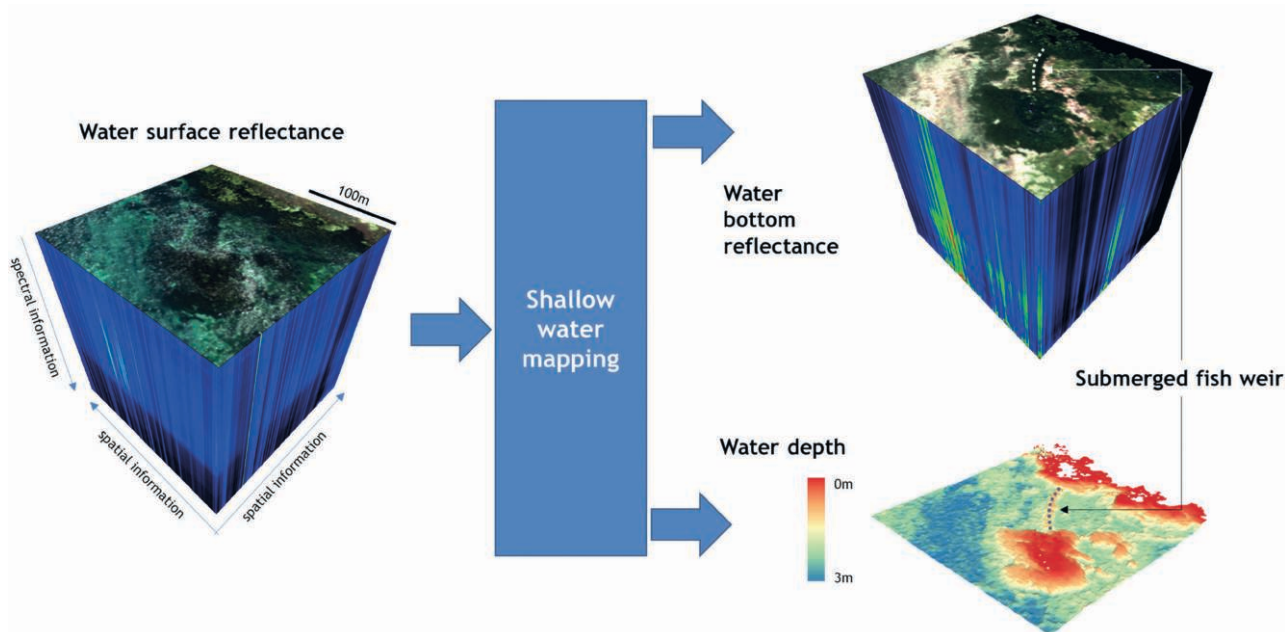 Water surface reflectance
100m
spectral information
spatial information
spatial information
Shallow
water
mapping
Water
bottom
reflectance
Submerged fish weir
Water depth
0m
3m